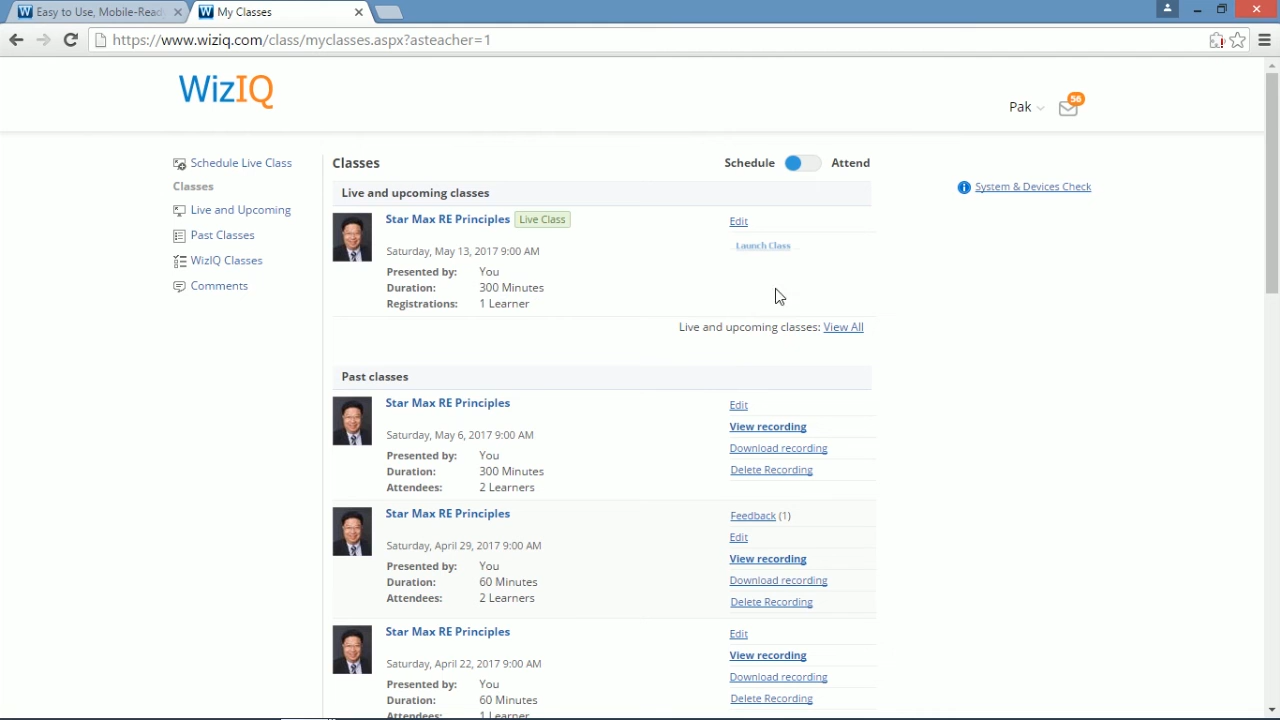 Easy to Use, Mobile-Read
My Classes
https://www.wiziq.com/class/myclasses.aspx?asteacher=1
WizIQ
Pak
56
Schedule Live Class
Classes
Live and Upcoming
Past Classes
WizIQ Classes
Comments
Classes
Schedule Attend
System & Devices Check
Live and upcoming classes
Star Max RE Principles Live Class
Edit
Launch Class
Saturday, May 13, 2017 9:00 AM
Presented by: You
Duration: 300 Minutes
Registrations: 1 Learner
Live and upcoming classes: View All
Past classes
Star Max RE Principles
Edit
View recording
Download recording
Delete Recording
Saturday, May 6, 2017 9:00 AM
Presented by: You
Duration: 300 Minutes
Attendees: 2 Learners
Star Max RE Principles
Feedback (1)
Edit
View recording
Download recording
Delete Recording
Saturday, April 29, 2017 9:00 AM
Presented by: You
Duration: 60 Minutes
Attendees: 2 Learners
Star Max RE Principles
Edit
View recording
Download recording
Delete Recording
Saturday, April 22, 2017 9:00 AM
Presented by: You
Duration: 60 Minutes
Attendees: 1 Learner